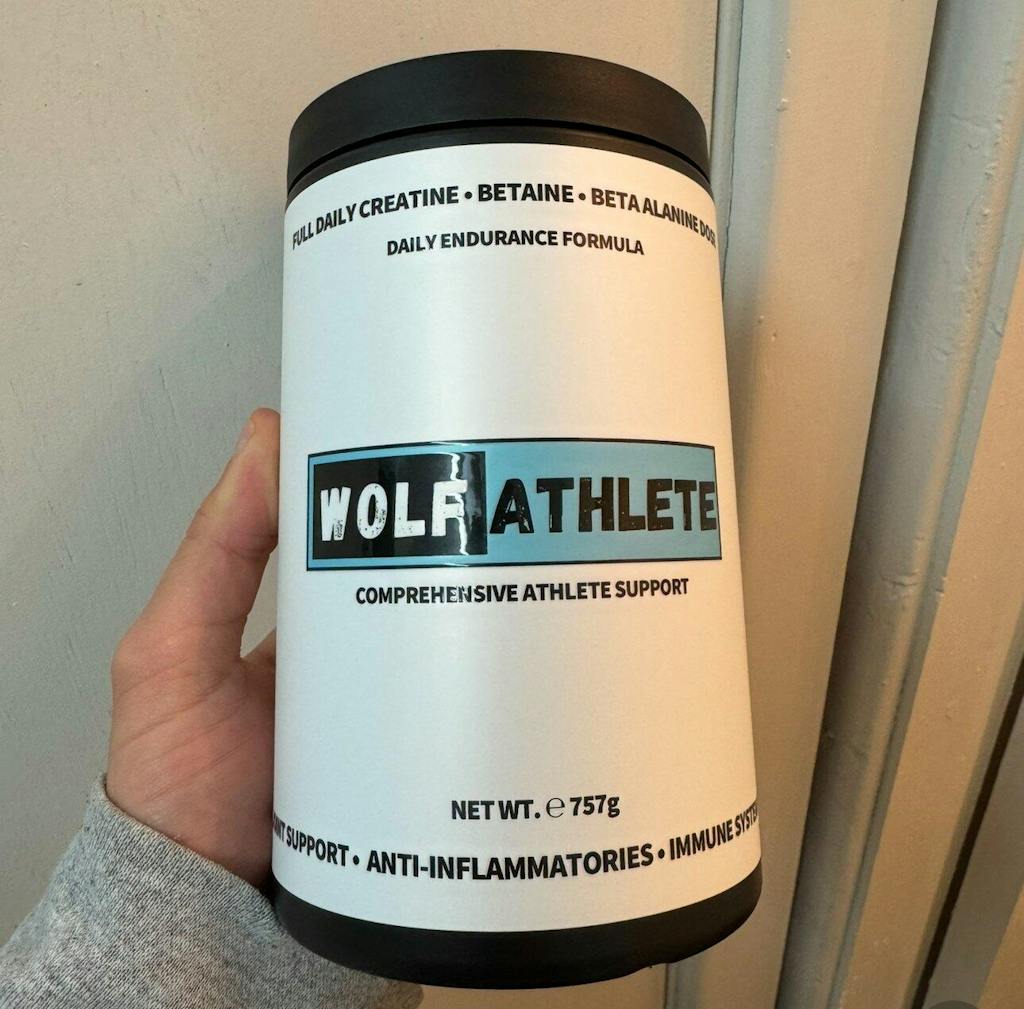 FULL DAILY CREATINE • BETAINE • BETA ALANINE DOSE
DAILY ENDURANCE FORMULA
WOLF ATHLETE
COMPREHENSIVE ATHLETE SUPPORT
NET WT. ℮ 757g
SUPPORT • ANTI-INFLAMMATORIES • IMMUNE